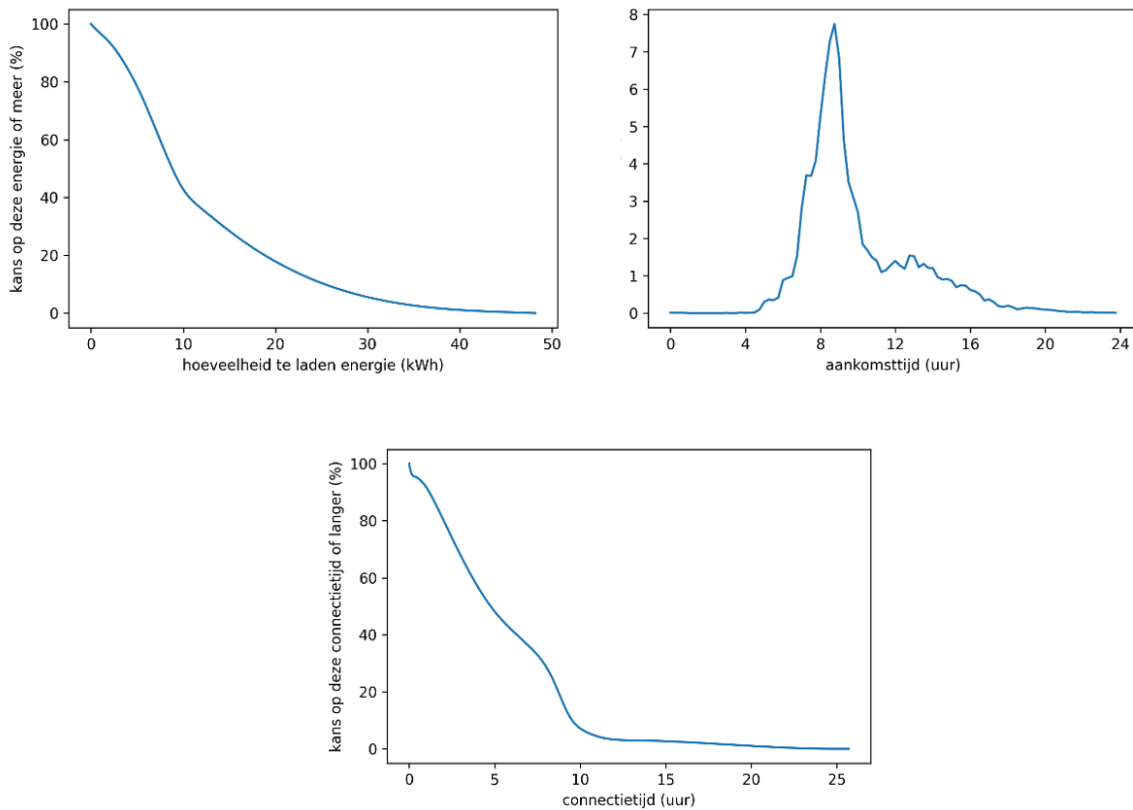 kans op deze energie of meer (%)
100
80
60
40
20
0
0 10 20 30 40 50
hoeveelheid te laden energie (kWh)
8
7
6
5
4
3
2
1
0
0 4 8 12 16 20 24
aankomsttijd (uur)
kans op deze connectietijd of langer (%)
100
80
60
40
20
0
0 5 10 15 20 25
connectietijd (uur)